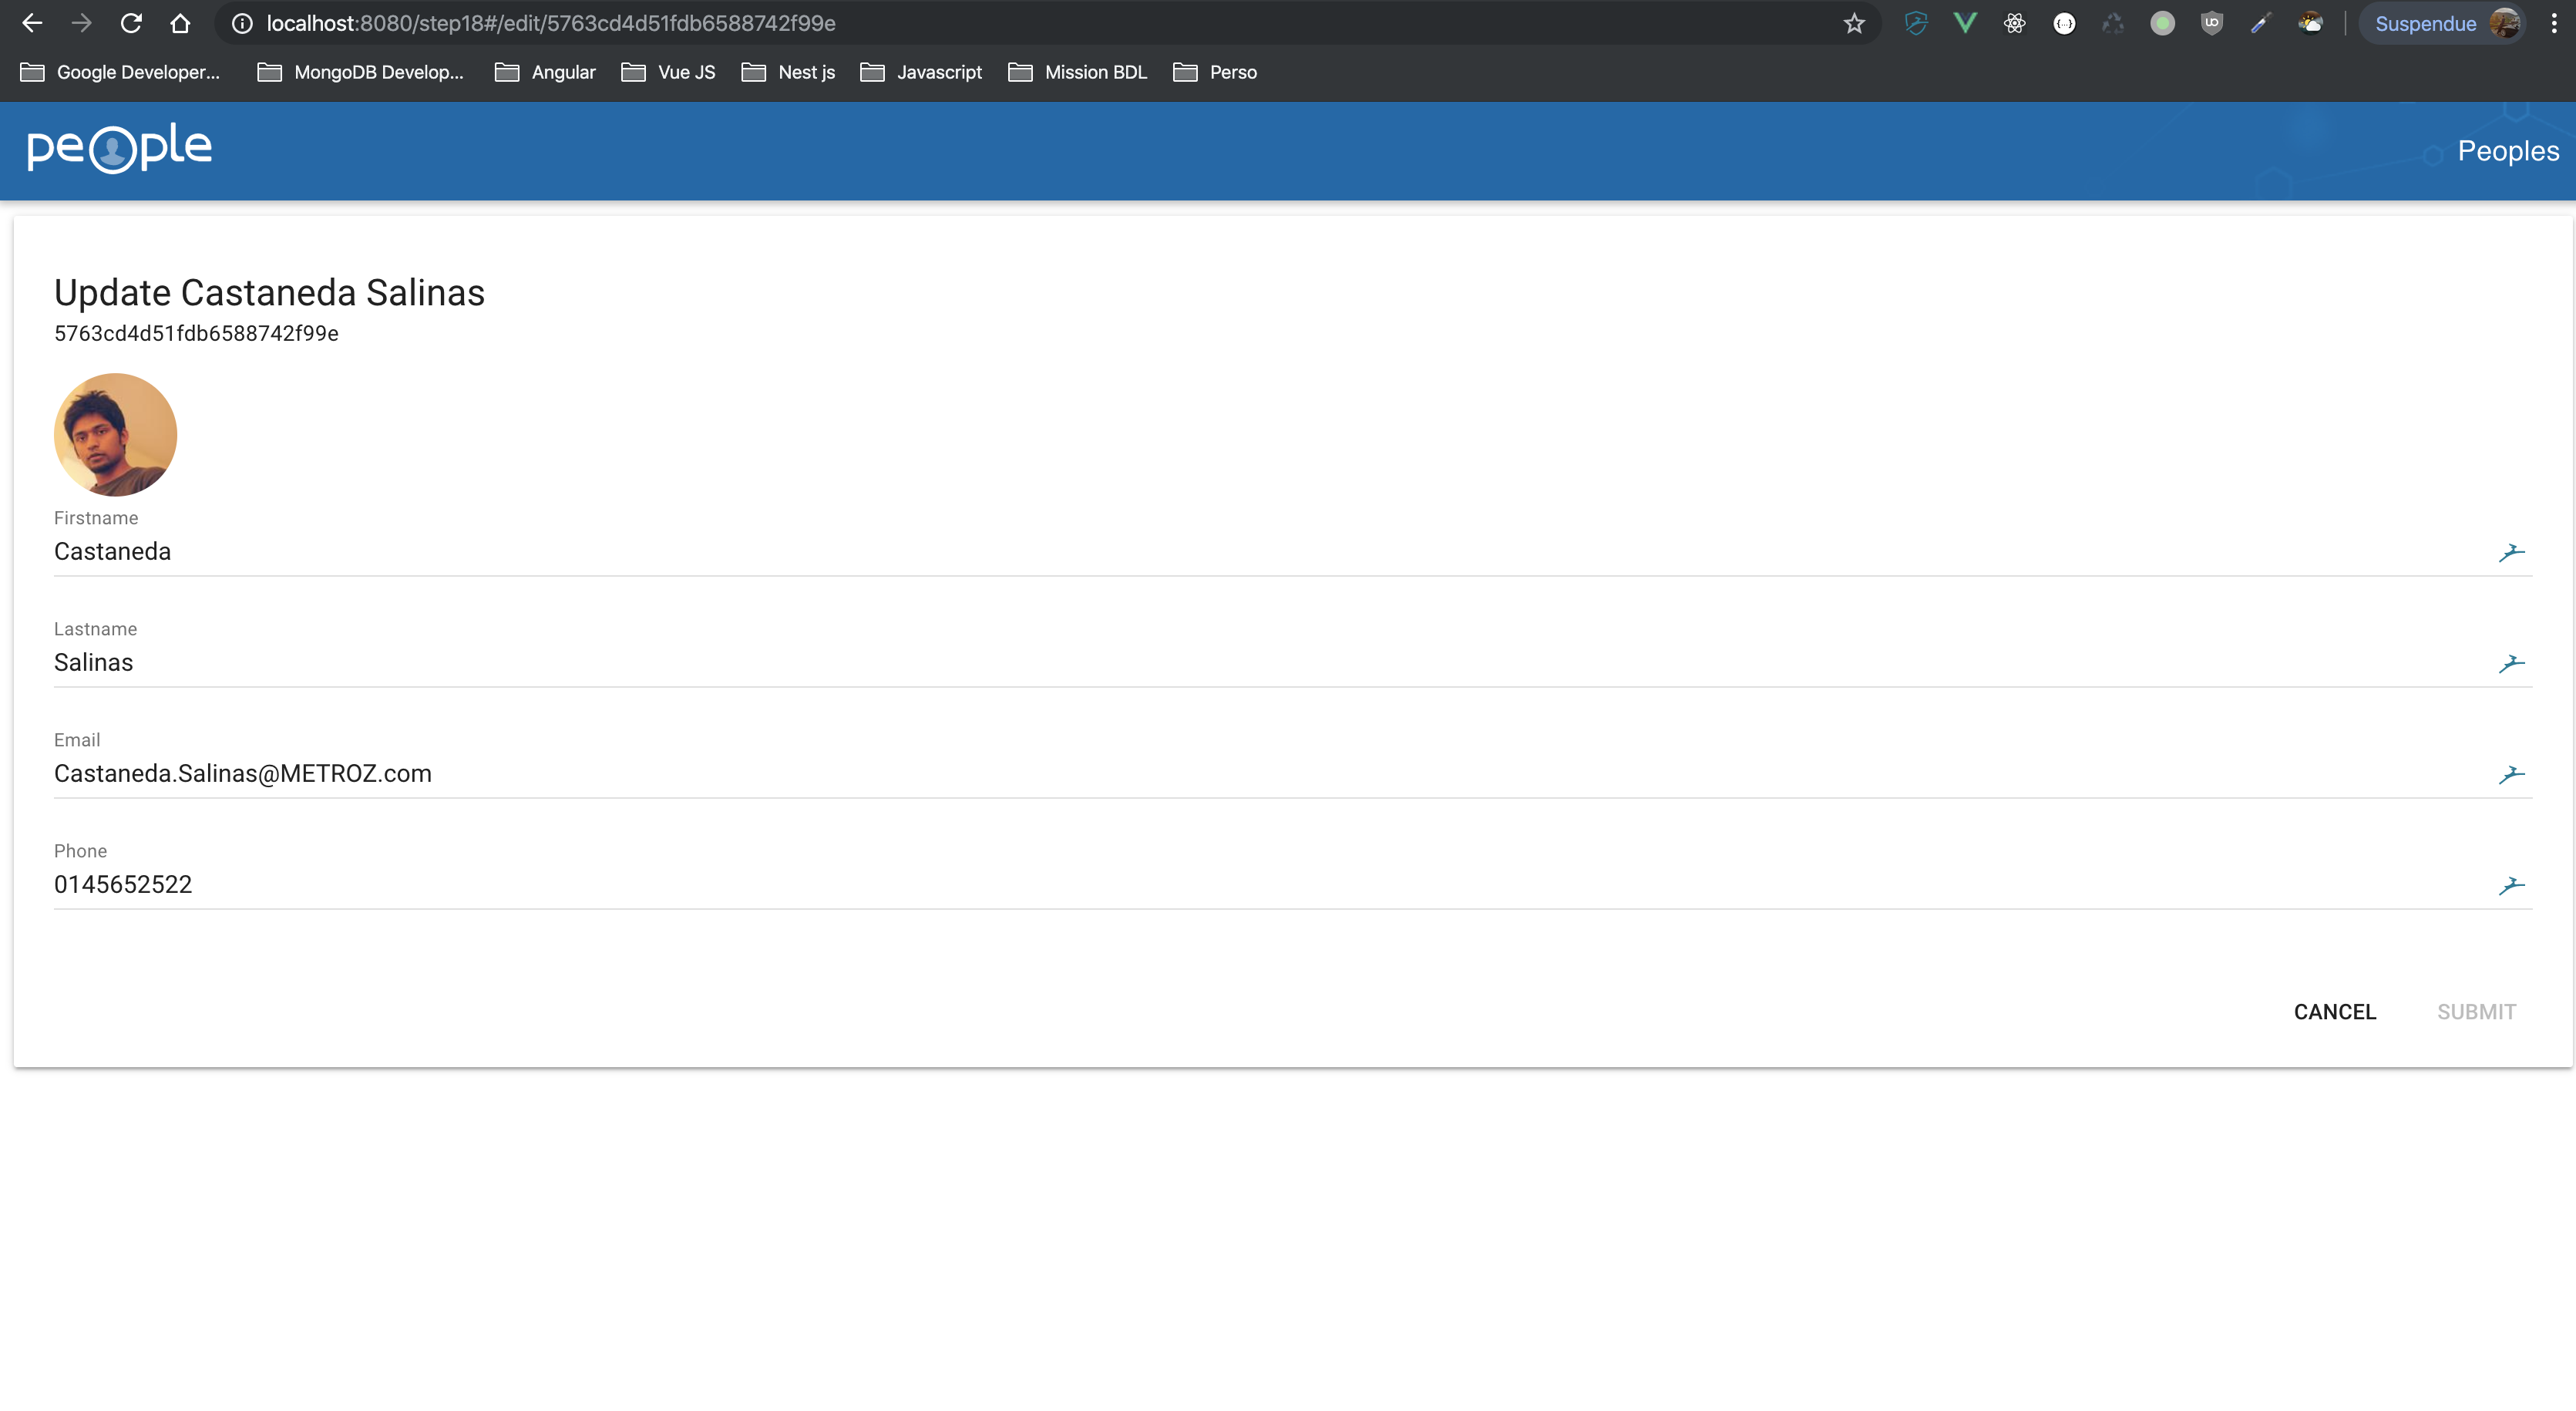 localhost:8080/step18#/edit/5763cd4d51fdb6588742f99e Suspendue
Google Developer... MongoDB Develop... Angular Vue JS Nest js Javascript Mission BDL Perso
people Peoples
Update Castaneda Salinas
5763cd4d51fdb6588742f99e
Firstname
Castaneda
Lastname
Salinas
Email
Castaneda.Salinas@METROZ.com
Phone
0145652522
CANCEL SUBMIT